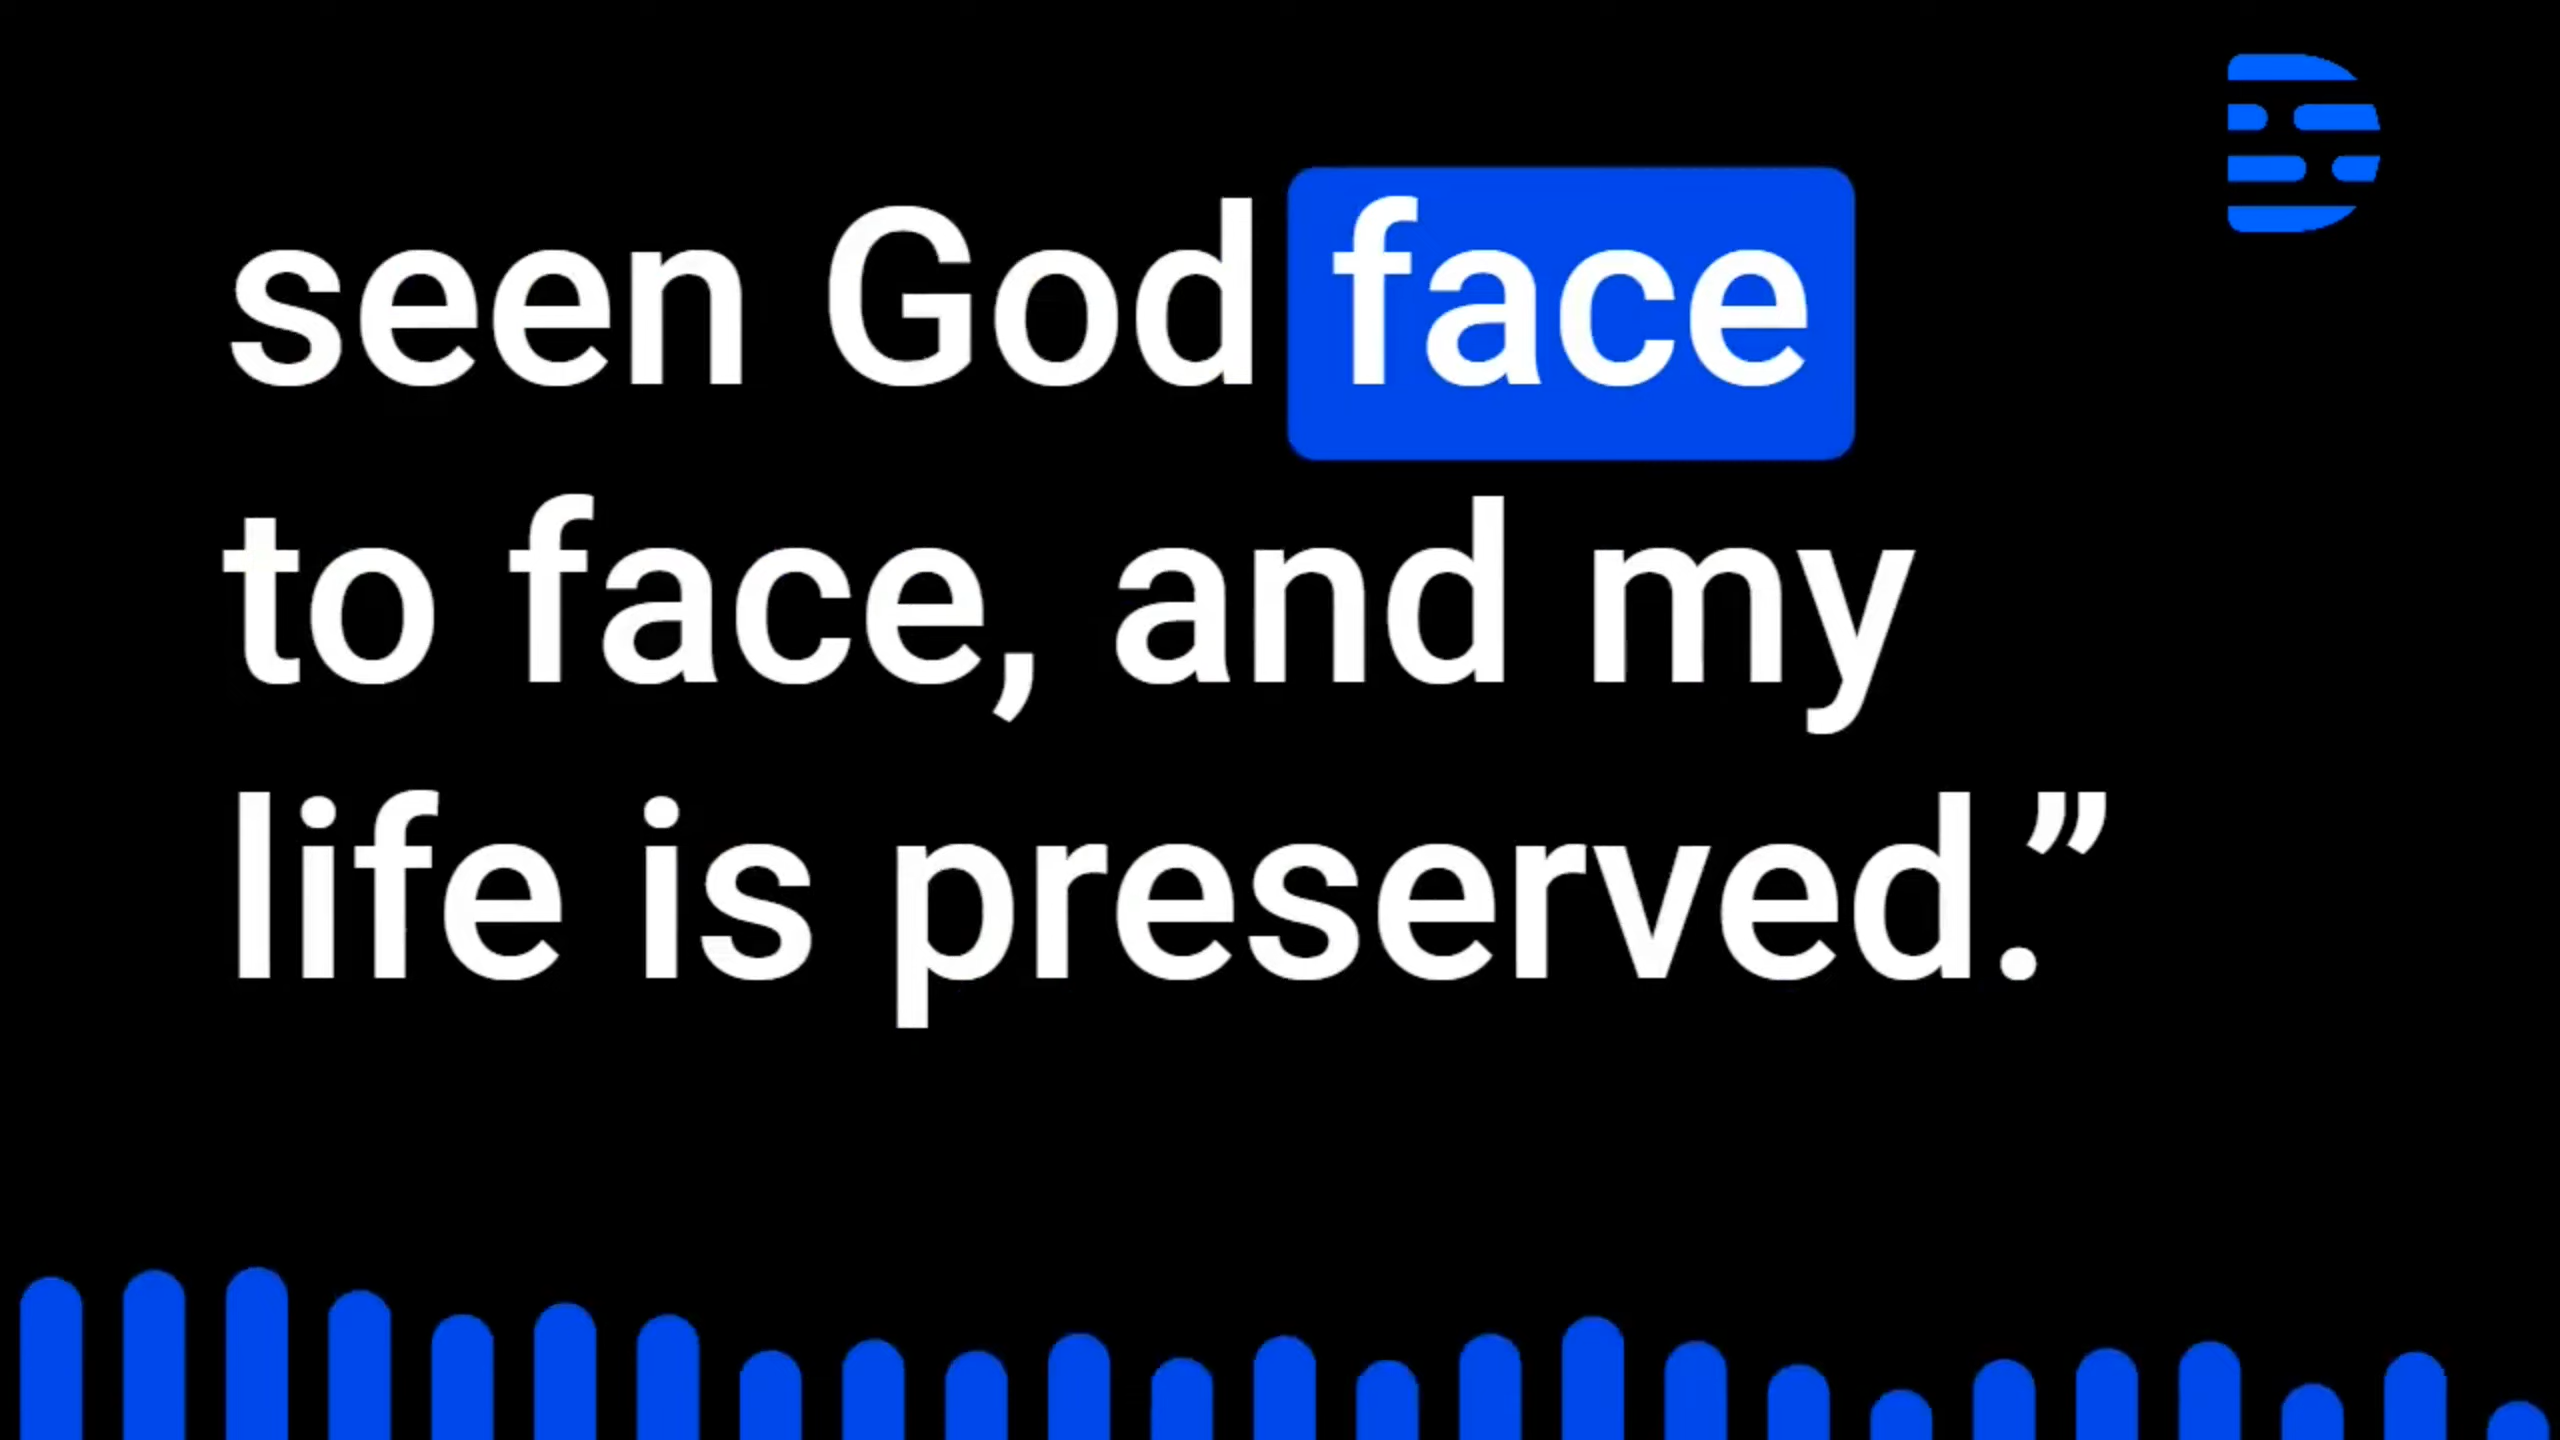 seen God face
to face, and my
life is preserved.”